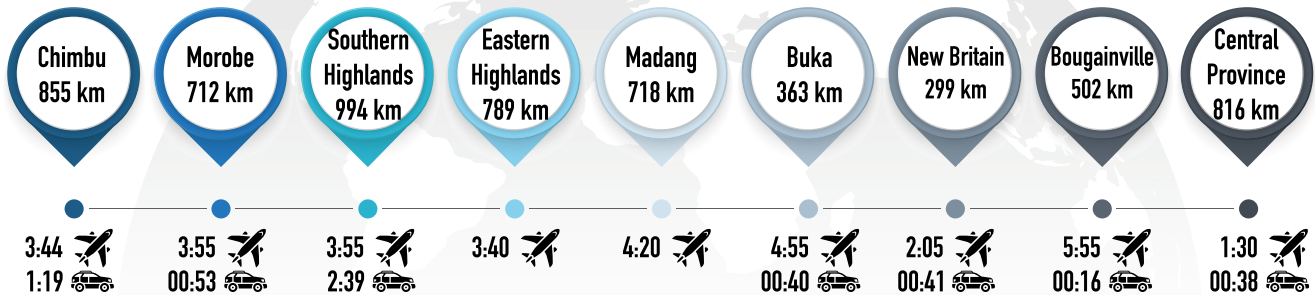 Chimbu
855 km
Morobe
712 km
Southern
Highlands
994 km
Eastern
Highlands
789 km
Madang
718 km
Buka
363 km
New Britain
299 km
Bougainville
502 km
Central
Province
816 km
3:44
1:19
3:55
00:53
3:55
2:39
3:40
4:20
4:55
00:40
2:05
00:41
5:55
00:16
1:30
00:38